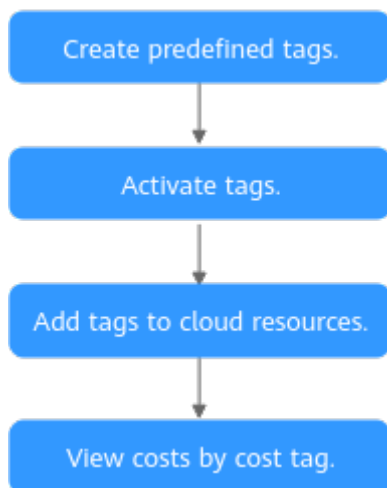 Create predefined tags.
Activate tags.
Add tags to cloud resources.
View costs by cost tag.